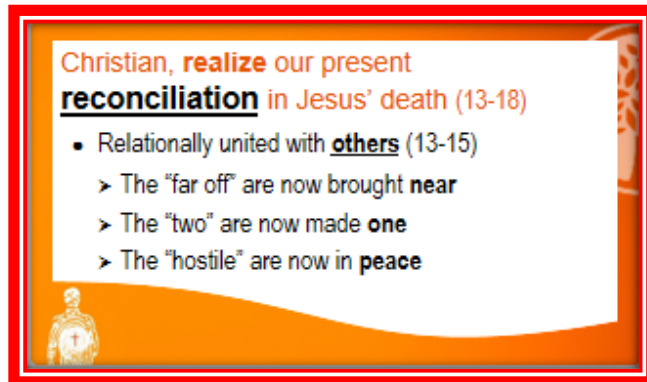 Christian, realize our present
reconciliation in Jesus' death (13-18)
• Relationally united with others (13-15)
➢ The "far off" are now brought near
➢ The "two" are now made one
➢ The "hostile" are now in peace